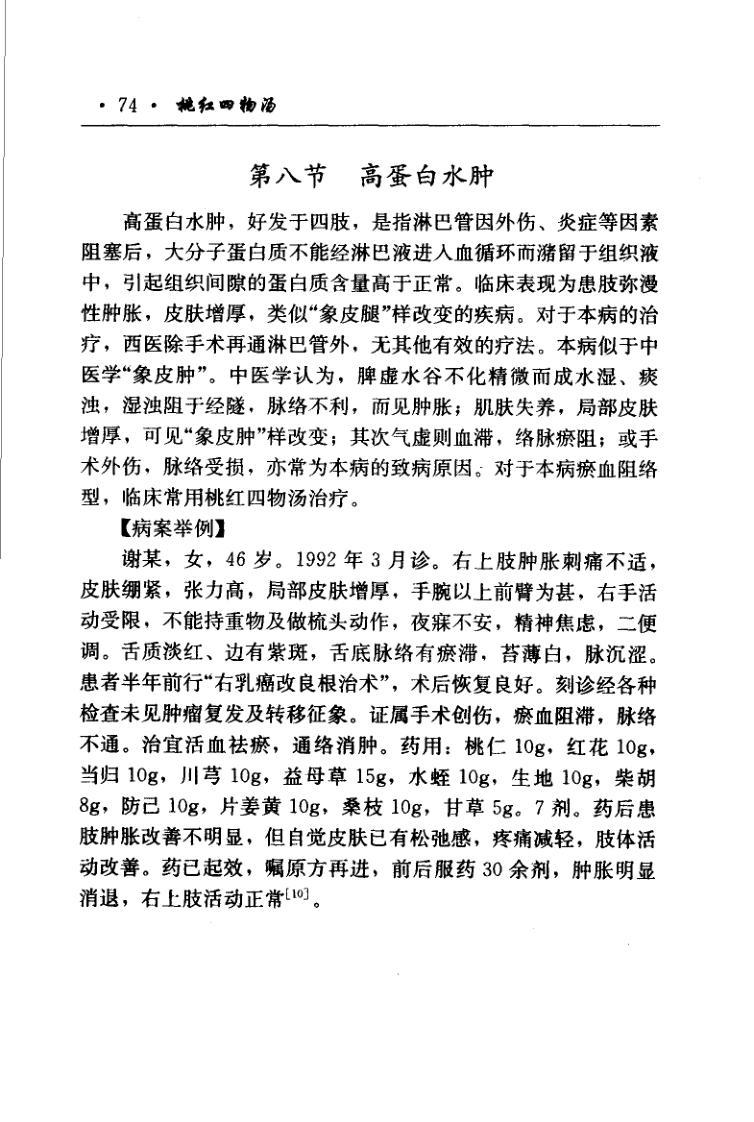 · 74 · 桃红四物汤
第八节 高蛋白水肿
高蛋白水肿，好发于四肢，是指淋巴管因外伤、炎症等因素
阻塞后，大分子蛋白质不能经淋巴液进入血循环而潴留于组织液
中，引起组织间隙的蛋白质含量高于正常。临床表现为患肢弥漫
性肿胀，皮肤增厚，类似“象皮腿”样改变的疾病。对于本病的治
疗，西医除手术再通淋巴管外，无其他有效的疗法。本病似于中
医学“象皮肿”。中医学认为，脾虚水谷不化精微而成水湿、痰
浊，湿浊阻于经隧，脉络不利，而见肿胀；肌肤失养，局部皮肤
增厚，可见“象皮肿”样改变；其次气虚则血滞，络脉瘀阻；或手
术外伤，脉络受损，亦常为本病的致病原因。对于本病瘀血阻络
型，临床常用桃红四物汤治疗。
【病案举例】
谢某，女，46 岁。1992 年 3 月诊。右上肢肿胀刺痛不适，
皮肤绷紧，张力高，局部皮肤增厚，手腕以上前臂为甚，右手活
动受限，不能持重物及做梳头动作，夜寐不安，精神焦虑，二便
调。舌质淡红、边有紫斑，舌底脉络有瘀滞，苔薄白，脉沉涩。
患者半年前行“右乳癌改良根治术”，术后恢复良好。刻诊经各种
检查未见肿瘤复发及转移征象。证属手术创伤，瘀血阻滞，脉络
不通。治宜活血祛瘀，通络消肿。药用：桃仁 10g，红花 10g，
当归 10g，川芎 10g，益母草 15g，水蛭 10g，生地 10g，柴胡
8g，防己 10g，片姜黄 10g，桑枝 10g，甘草 5g。7 剂。药后患
肢肿胀改善不明显，但自觉皮肤已有松弛感，疼痛减轻，肢体活
动改善。药已起效，嘱原方再进，前后服药 30 余剂，肿胀明显
消退，右上肢活动正常[10]。